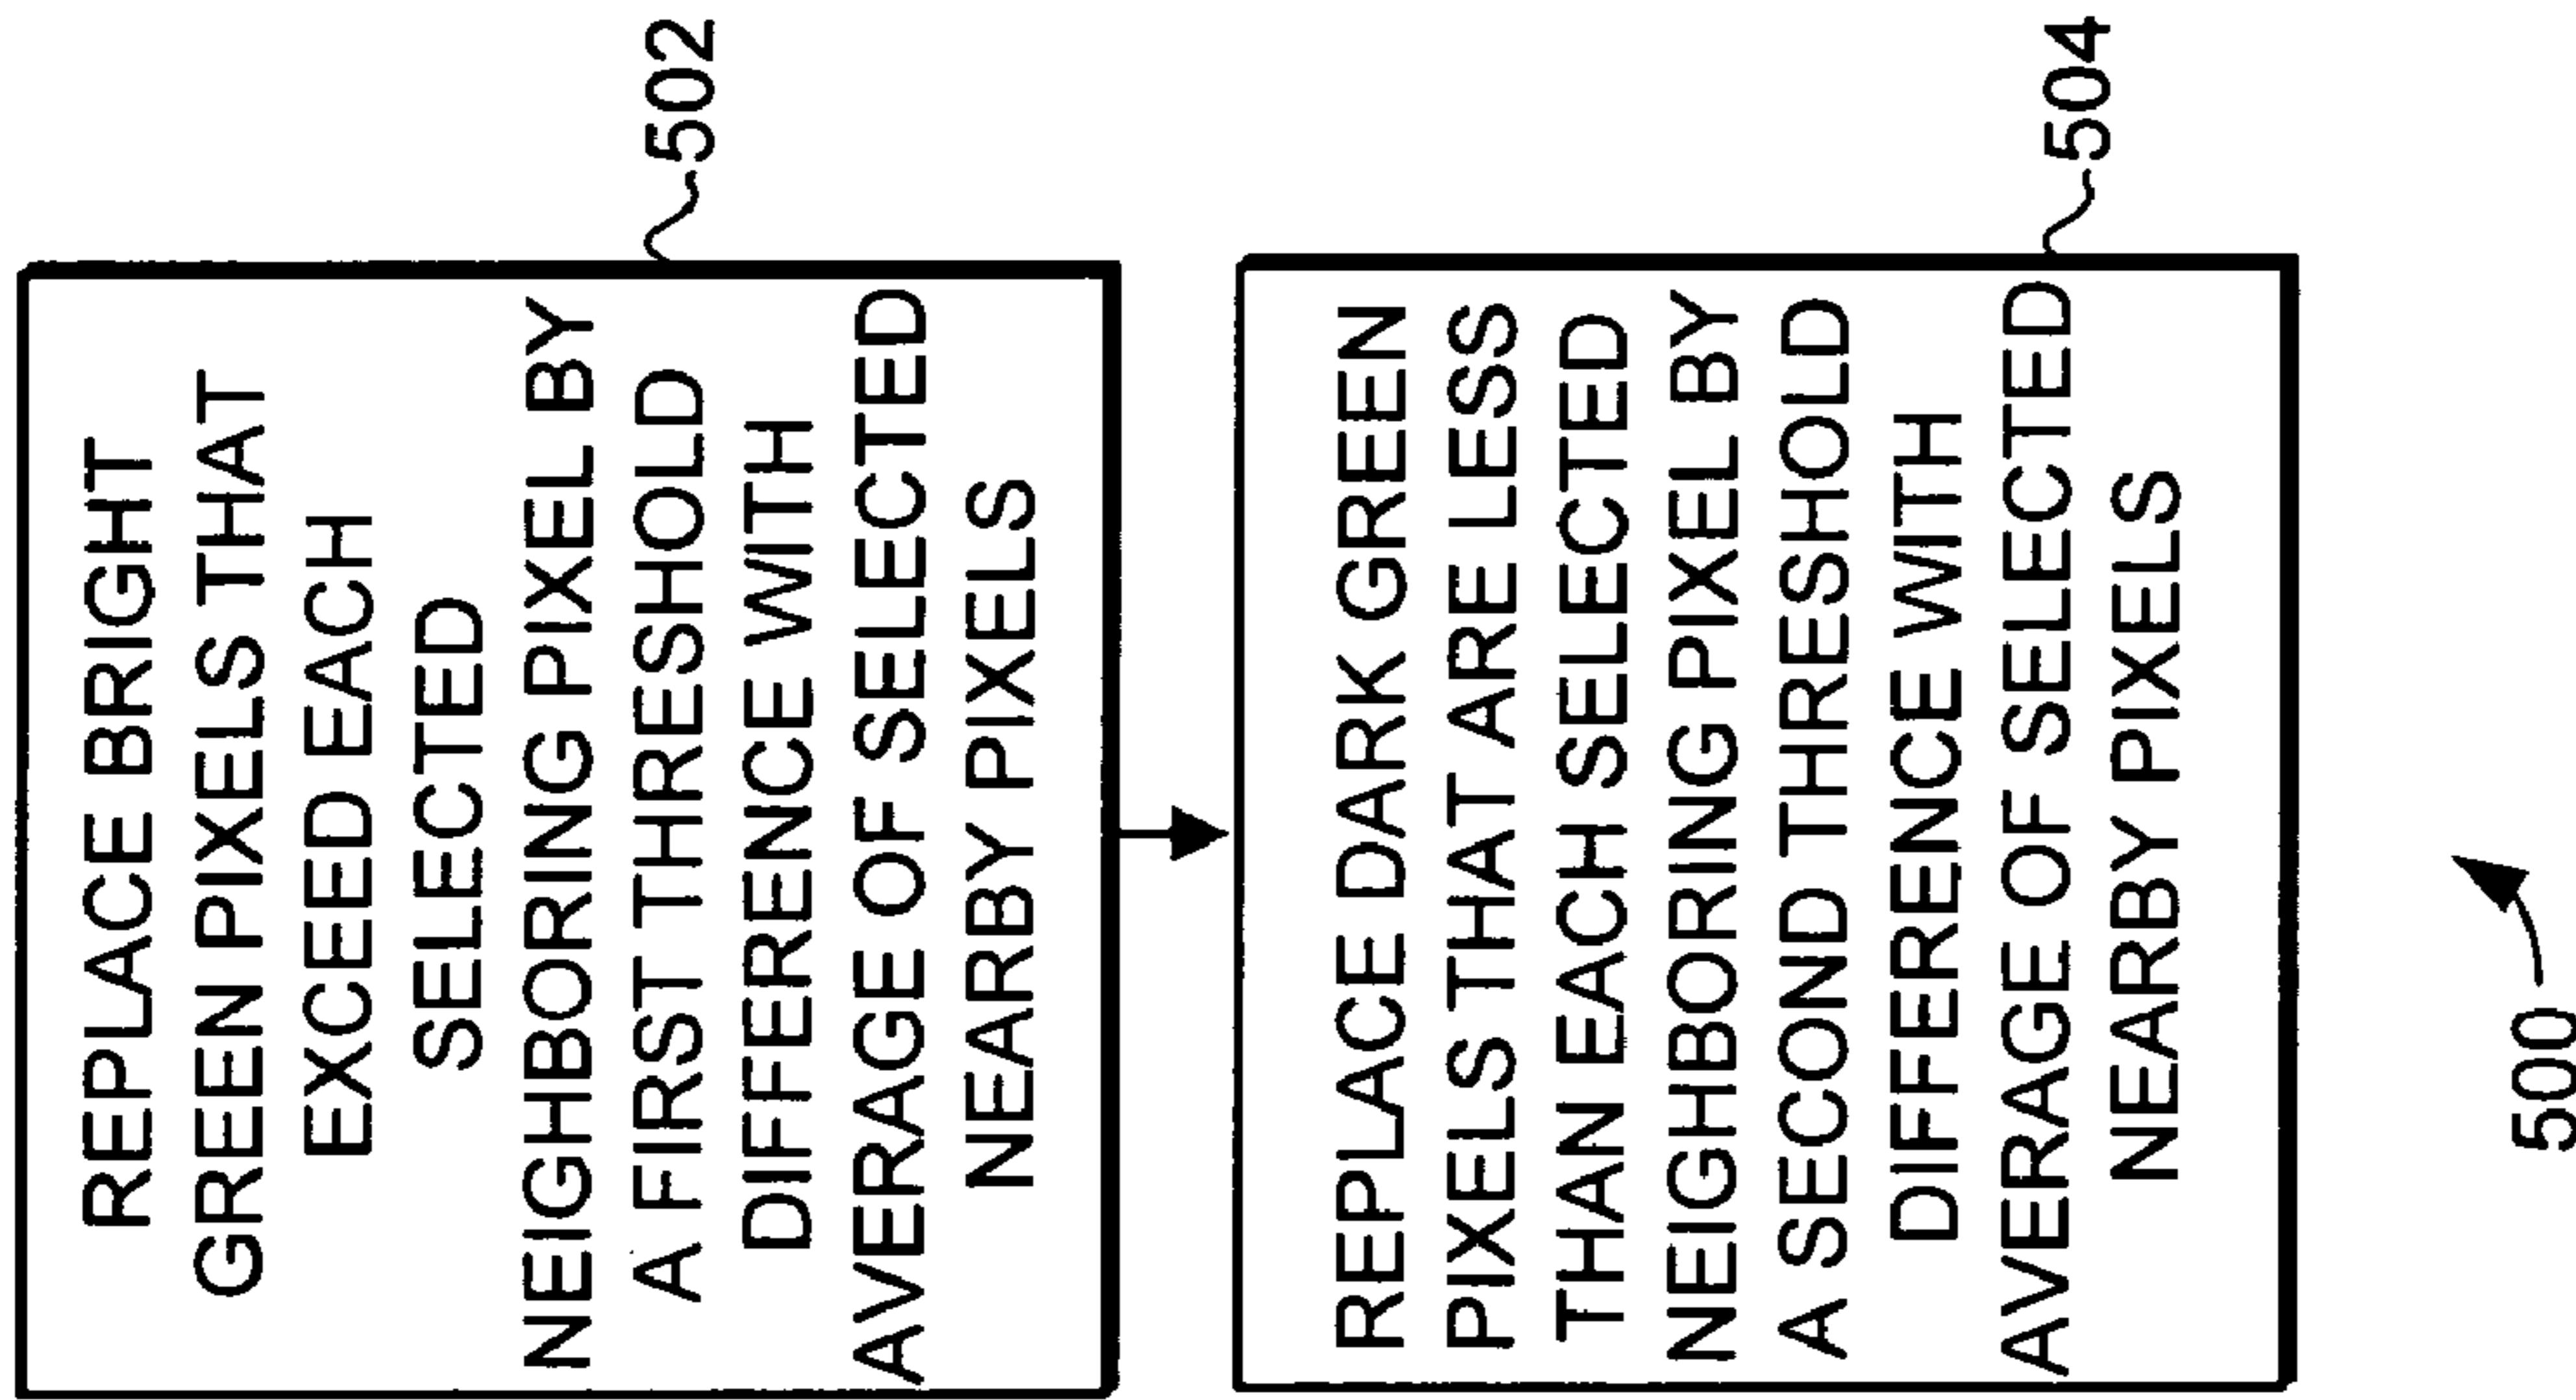 REPLACE BRIGHT
GREEN PIXELS THAT
EXCEED EACH
SELECTED
NEIGHBORING PIXEL BY
A FIRST THRESHOLD
DIFFERENCE WITH
AVERAGE OF SELECTED
NEARBY PIXELS
502
REPLACE DARK GREEN
PIXELS THAT ARE LESS
THAN EACH SELECTED
NEIGHBORING PIXEL BY
A SECOND THRESHOLD
DIFFERENCE WITH
AVERAGE OF SELECTED
NEARBY PIXELS
504
500